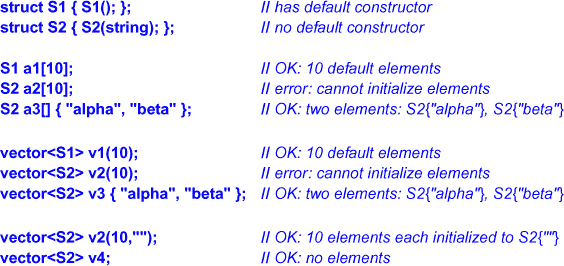 struct S1 { S1(); }; // has default constructor
struct S2 { S2(string); }; // no default constructor
S1 a1[10]; // OK: 10 default elements
S2 a2[10]; // error: cannot initialize elements
S2 a3[] { "alpha", "beta" }; // OK: two elements: S2{"alpha"}, S2{"beta"}
vector<S1> v1(10); // OK: 10 default elements
vector<S2> v2(10); // error: cannot initialize elements
vector<S2> v3 { "alpha", "beta" }; // OK: two elements: S2{"alpha"}, S2{"beta"}
vector<S2> v2(10,""); // OK: 10 elements each initialized to S2{""}
vector<S2> v4; // OK: no elements